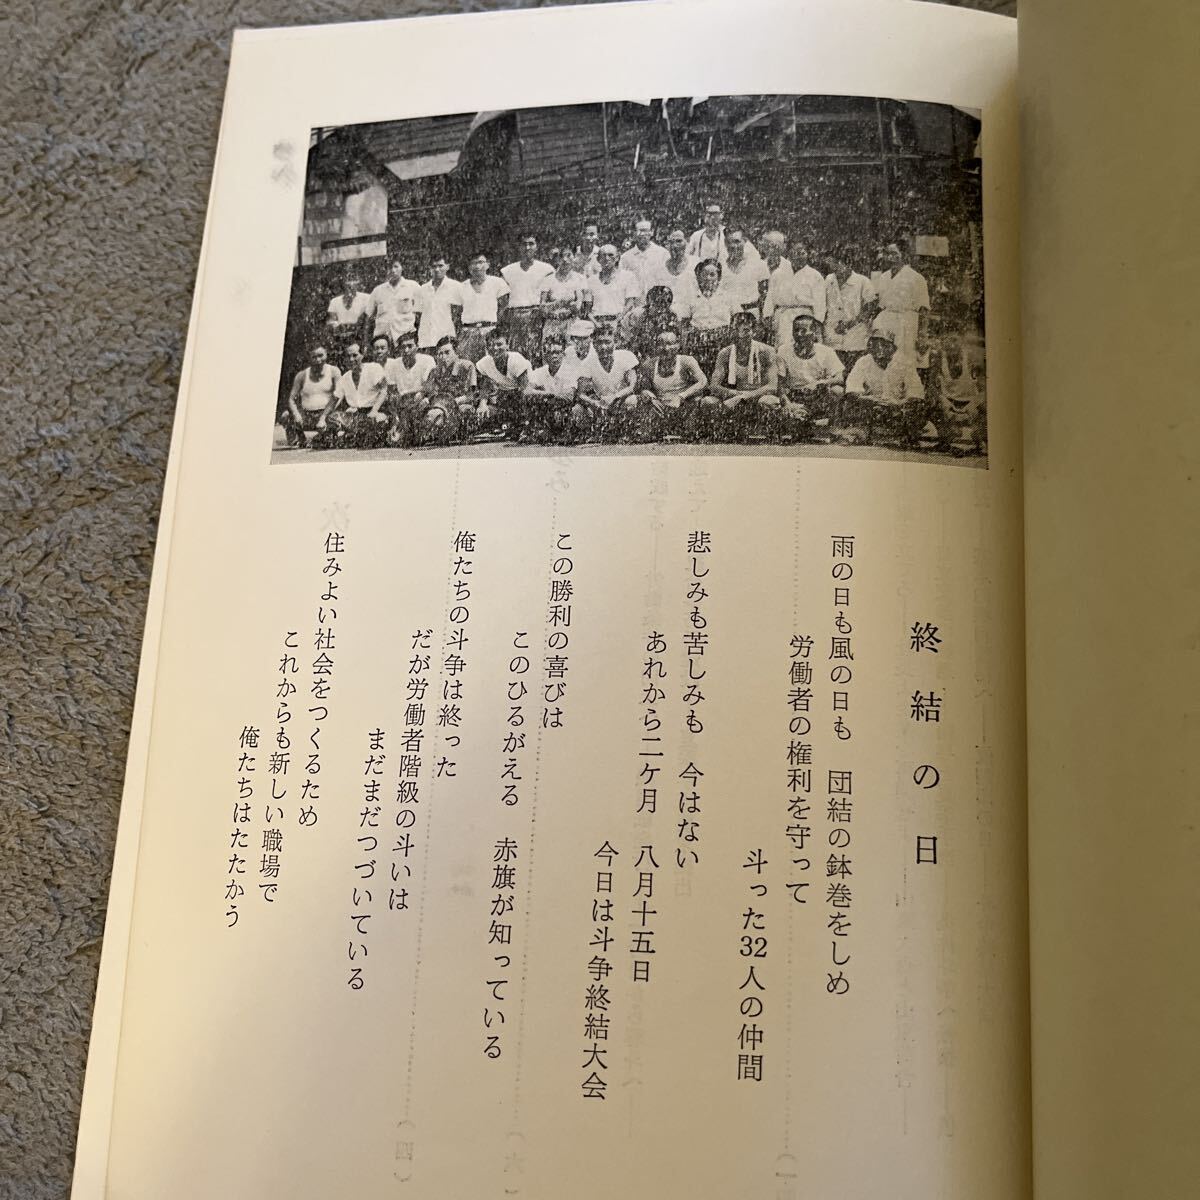 終結の日
雨の日も風の日も　団結の鉢巻をしめ
労働者の権利を守って
斗った32人の仲間
悲しみも苦しみも　今はない
あれから二ケ月　八月十五日
今日は斗争終結大会
この勝利の喜びは
このひるがえる　赤旗が知っている
俺たちの斗争は終った
だが労働者階級の斗いは
まだまだつづいている
住みよい社会をつくるため
これからも新しい職場で
俺たちはたたかう